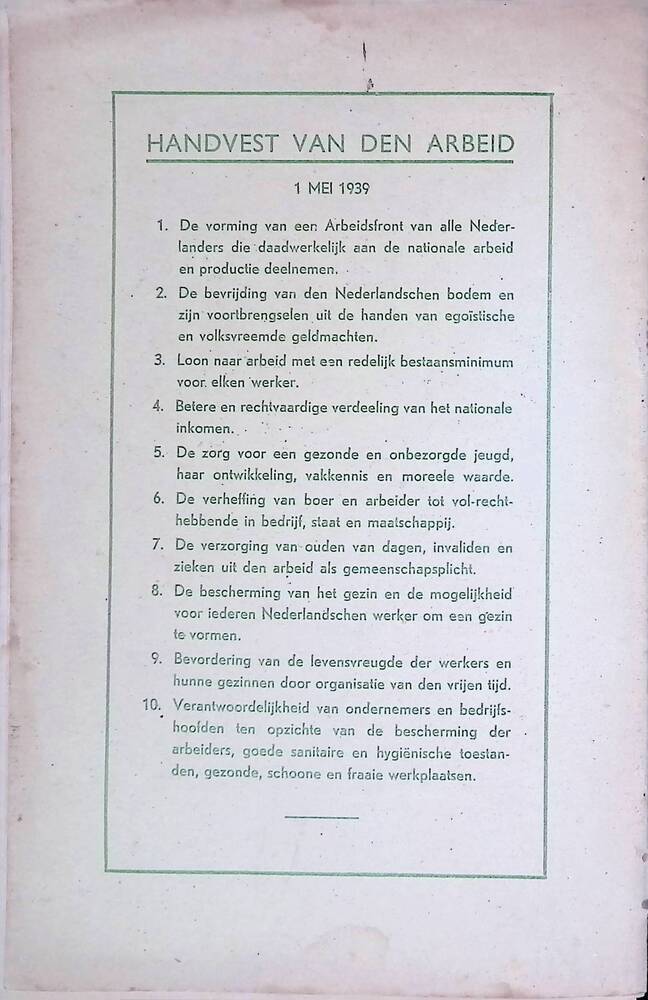 HANDVEST VAN DEN ARBEID
1 MEI 1939
1. De vorming van een Arbeidsfront van alle Neder-
landers die daadwerkelijk aan de nationale arbeid
en productie deelnemen.
2. De bevrijding van den Nederlandschen bodem en
zijn voortbrengselen uit de handen van egoïstische
en volksvreemde geldmachten.
3. Loon naar arbeid met een redelijk bestaansminimum
voor elken werker.
4. Betere en rechtvaardige verdeeling van het nationale
inkomen.
5. De zorg voor een gezonde en onbezorgde jeugd,
haar ontwikkeling, vakkennis en moreele waarde.
6. De verheffing van boer en arbeider tot vol-recht-
hebbende in bedrijf, staat en maatschappij.
7. De verzorging van ouden van dagen, invaliden en
zieken uit den arbeid als gemeenschapsplicht.
8. De bescherming van het gezin en de mogelijkheid
voor iederen Nederlandschen werker om een gezin
te vormen.
9. Bevordering van de levensvreugde der werkers en
hunne gezinnen door organisatie van den vrijen tijd.
10. Verantwoordelijkheid van ondernemers en bedrijfs-
hoofden ten opzichte van de bescherming der
arbeiders, goede sanitaire en hygiënische toestan-
den, gezonde, schoone en fraaie werkplaatsen.